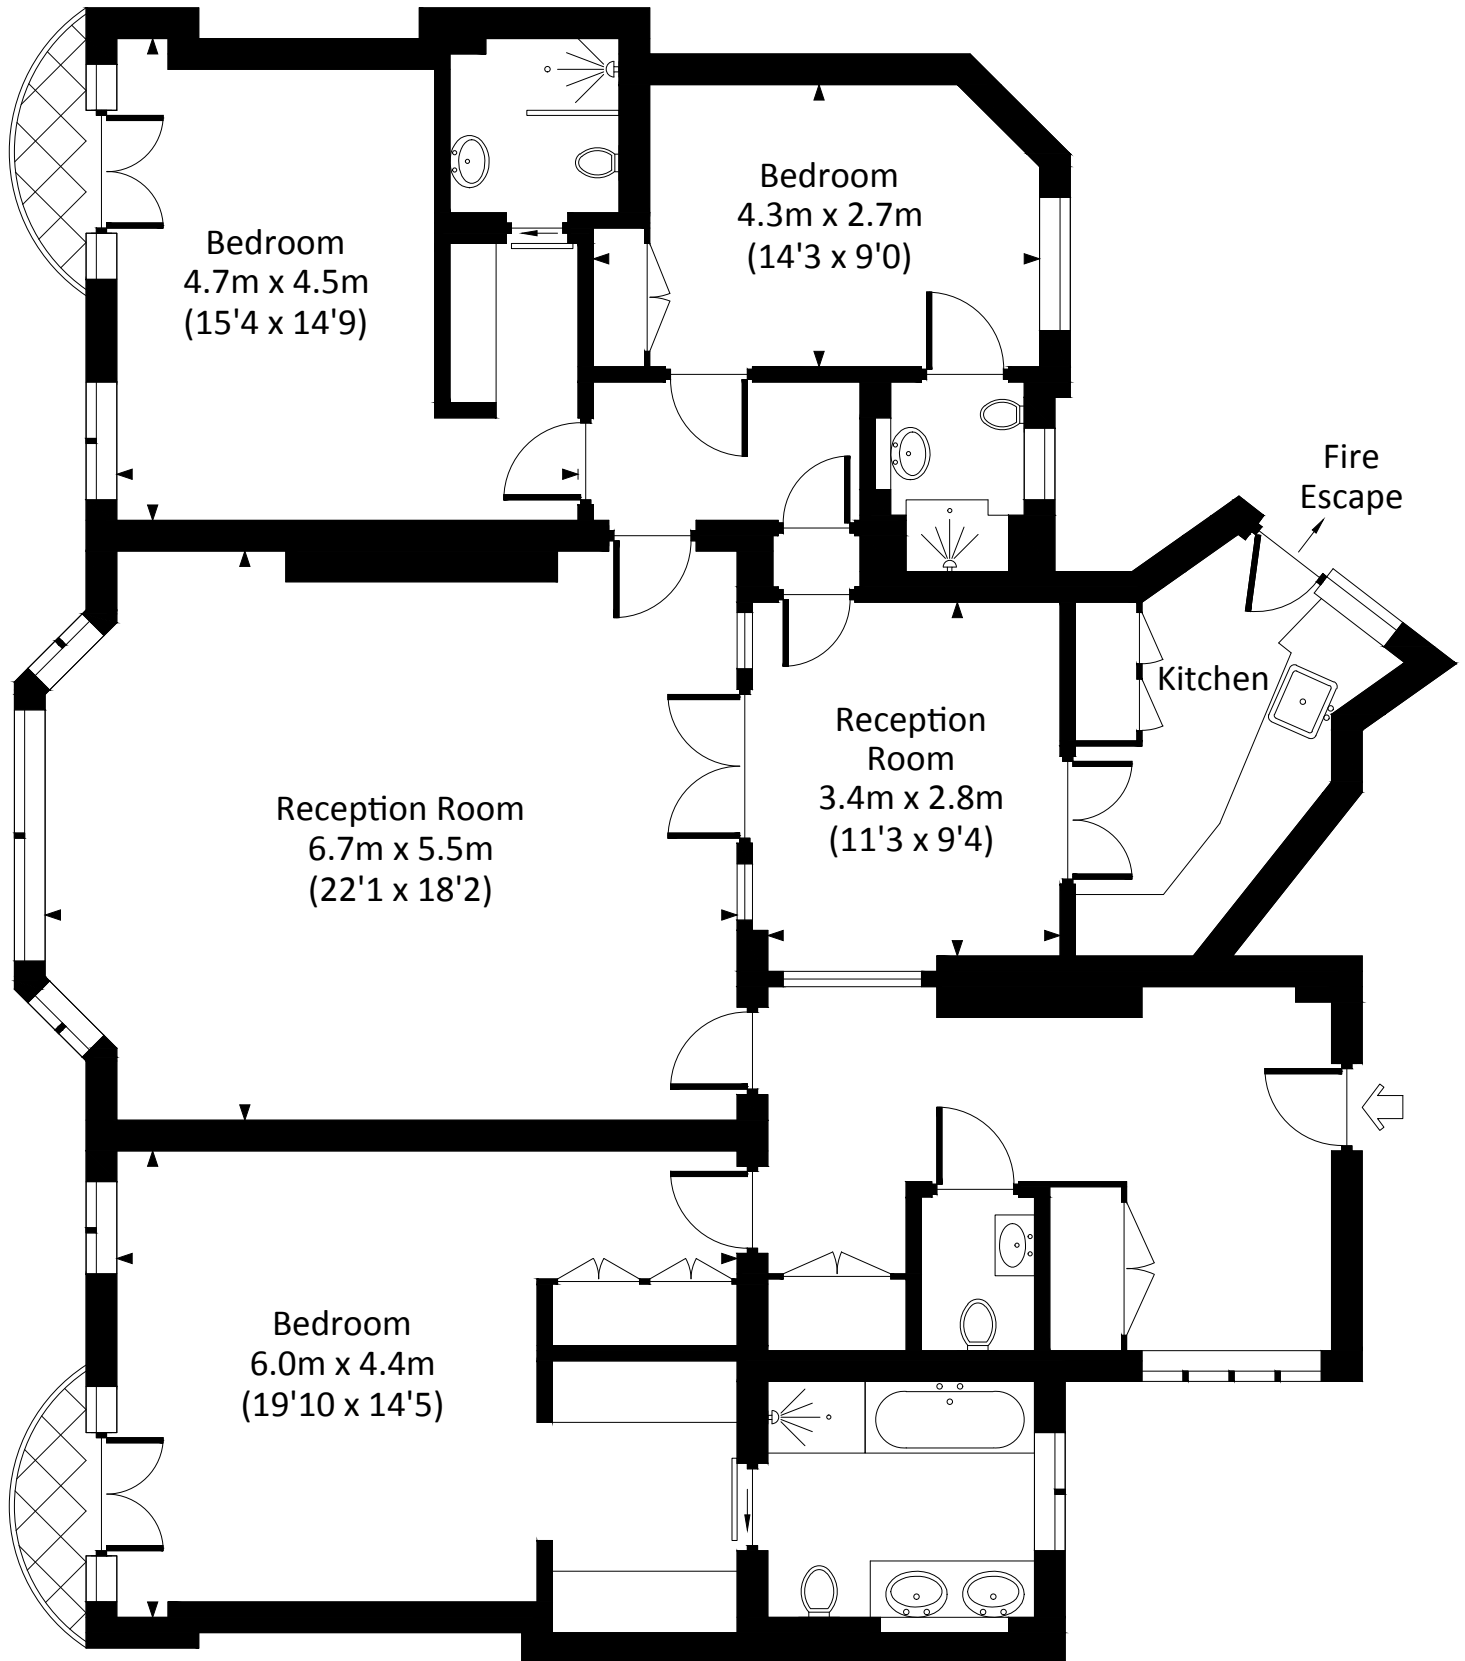 Bedroom
4.7m x 4.5m
(15'4 x 14'9)
Bedroom
4.3m x 2.7m
(14'3 x 9'0)
Fire
Escape
Kitchen
Reception
Room
3.4m x 2.8m
(11'3 x 9'4)
Reception Room
6.7m x 5.5m
(22'1 x 18'2)
Bedroom
6.0m x 4.4m
(19'10 x 14'5)